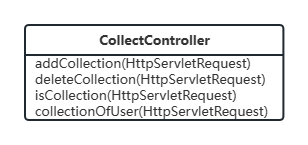 CollectController
addCollection(HttpServletRequest)
deleteCollection(HttpServletRequest)
isCollection(HttpServletRequest)
collectionOfUser(HttpServletRequest)